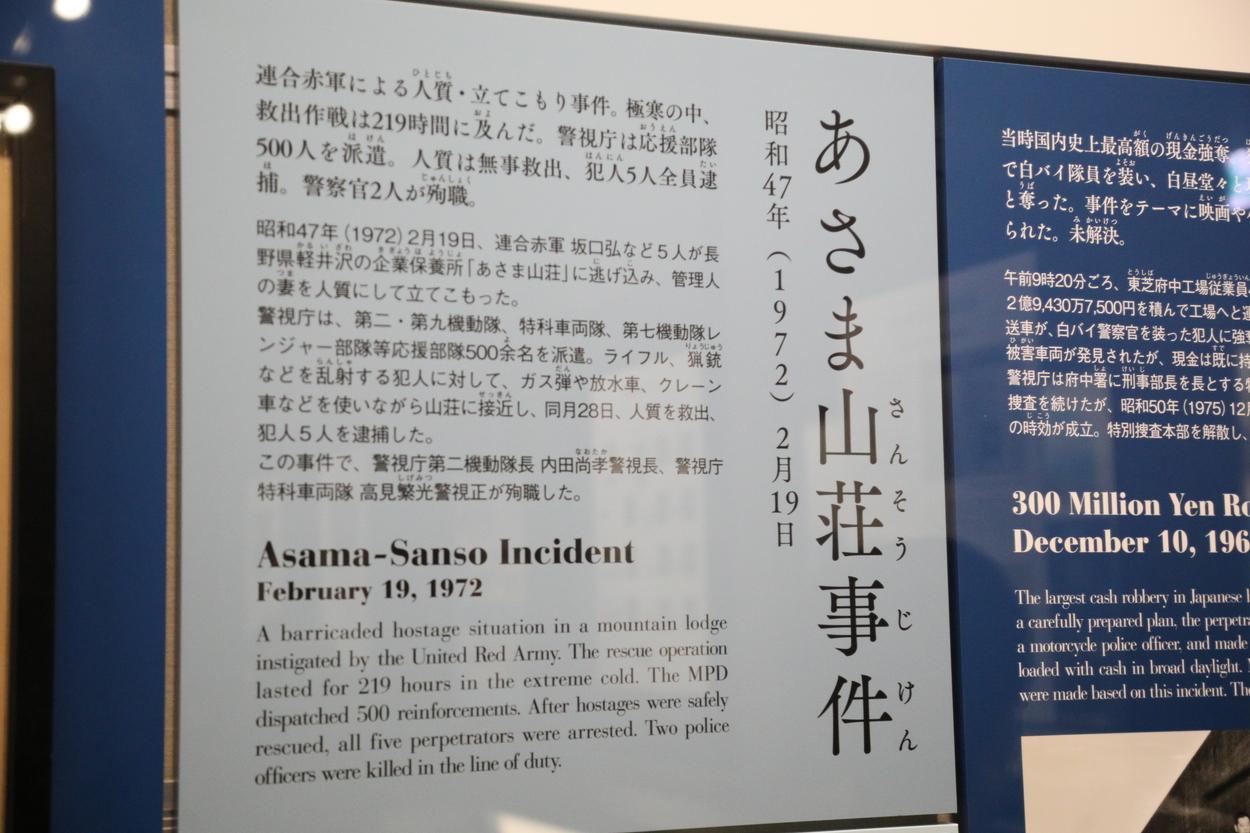 あさま山荘事件
さんそうじけん
昭和47年（1972）2月19日
連合赤軍による人質・立てこもり事件。極寒の中、
救出作戦は219時間に及んだ。警視庁は応援部隊
500人を派遣。人質は無事救出、犯人5人全員逮
捕。警察官2人が殉職。
昭和47年（1972）2月19日、連合赤軍 坂口弘など５人が長
野県軽井沢の企業保養所「あさま山荘」に逃げ込み、管理人
の妻を人質にして立てこもった。
警視庁は、第二・第九機動隊、特科車両隊、第七機動隊レ
ンジャー部隊等応援部隊500余名を派遣。ライフル、猟銃
などを乱射する犯人に対して、ガス弾や放水車、クレーン
車などを使いながら山荘に接近し、同月28日、人質を救出、
犯人５人を逮捕した。
この事件で、警視庁第二機動隊長 内田尚孝警視長、警視庁
特科車両隊 高見繁光警視正が殉職した。
Asama-Sanso Incident
February 19, 1972
A barricaded hostage situation in a mountain lodge
instigated by the United Red Army. The rescue operation
lasted for 219 hours in the extreme cold. The MPD
dispatched 500 reinforcements. After hostages were safely
rescued, all five perpetrators were arrested. Two police
officers were killed in the line of duty.
当時国内史上最高額の現金強奪
で白バイ隊員を装い、白昼堂々と
と奪った。事件をテーマに映画や
られた。未解決。
午前9時20分ごろ、東芝府中工場従業員
２億9,430万7,500円を積んで工場へと
送車が、白バイ警察官を装った犯人に強
被害車両が発見されたが、現金は既に持
警視庁は府中署に刑事部長を長とする
捜査を続けたが、昭和50年（1975）12月
の時効が成立。特別捜査本部を解散し、
300 Million Yen
December 10,
The largest cash robbery in Japanese
a carefully prepared plan, the
a motorcycle police officer, and made
loaded with cash in broad daylight.
were made based on this incident. The